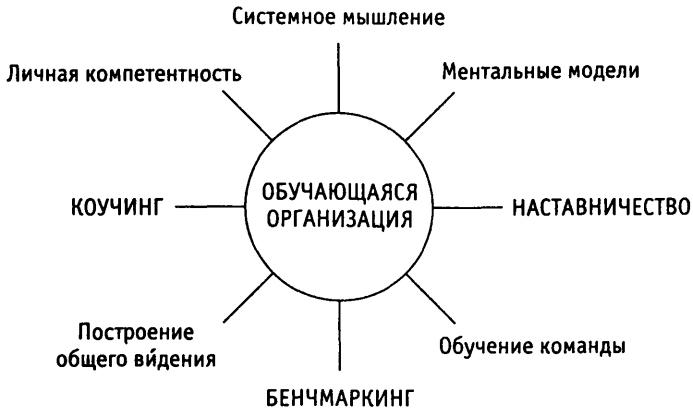 Системное мышление
Личная компетентность
Ментальные модели
КОУЧИНГ
ОБУЧАЮЩАЯСЯ
ОРГАНИЗАЦИЯ
НАСТАВНИЧЕСТВО
Построение
общего ви́дения
Обучение команды
БЕНЧМАРКИНГ